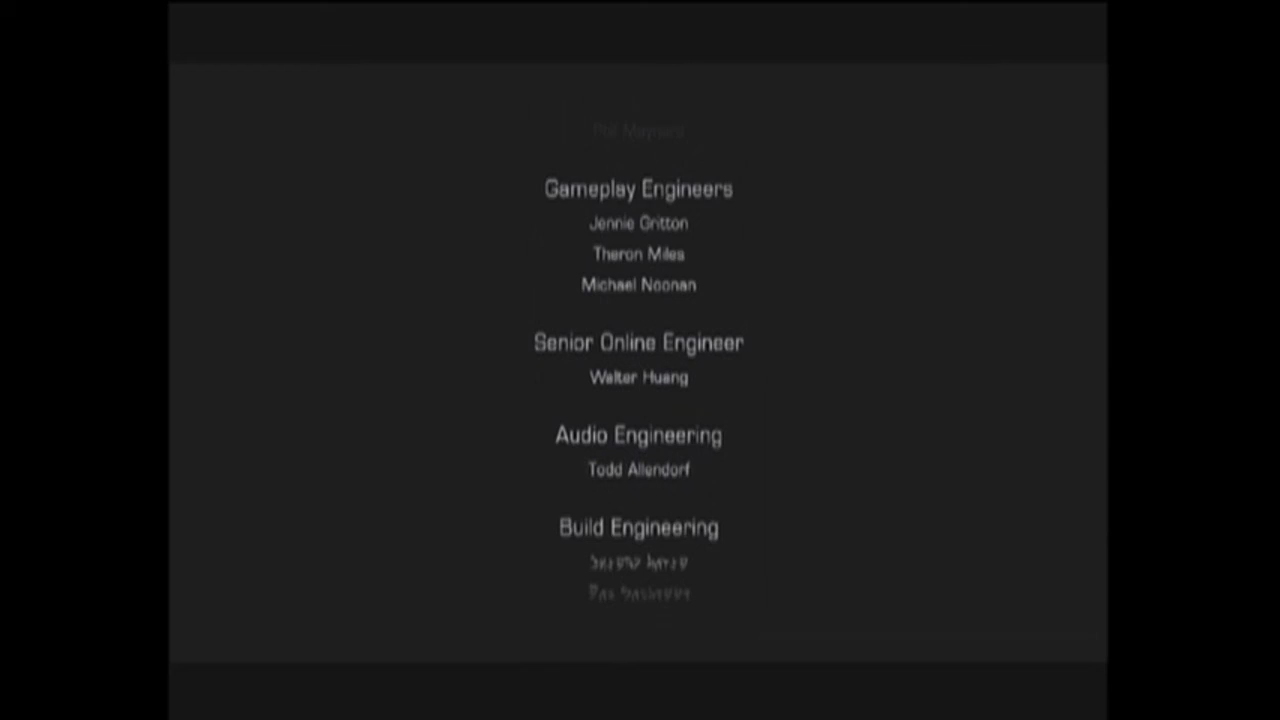 Gameplay Engineers
Jennie Gritton
Theron Miles
Michael Noonan
Senior Online Engineer
Walter Huang
Audio Engineering
Todd Allendorf
Build Engineering